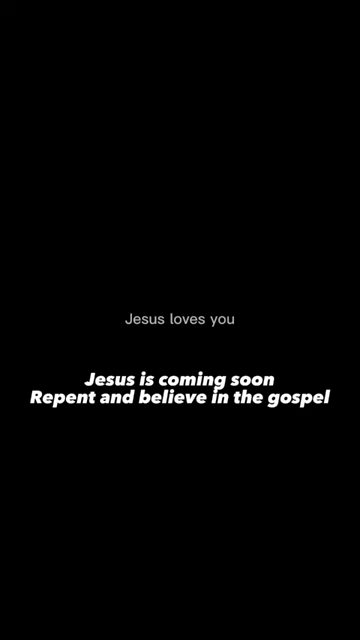 Jesus loves you
Jesus is coming soon
Repent and believe in the gospel